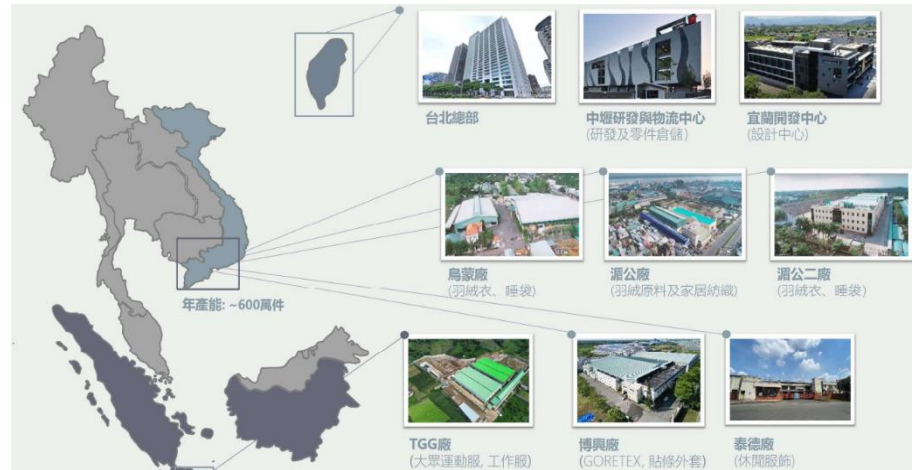 台北總部
中壢研發與物流中心
(研發及零件倉儲)
宜蘭開發中心
(設計中心)
烏蒙廠
(羽絨衣、睡袋)
湄公廠
(羽絨原料及家居紡織)
湄公二廠
(羽絨衣、睡袋)
年產能: ~600萬件
TGG廠
(大眾運動服, 工作服)
博興廠
(GORETEX, 貼條外套)
泰德廠
(休閒服飾)